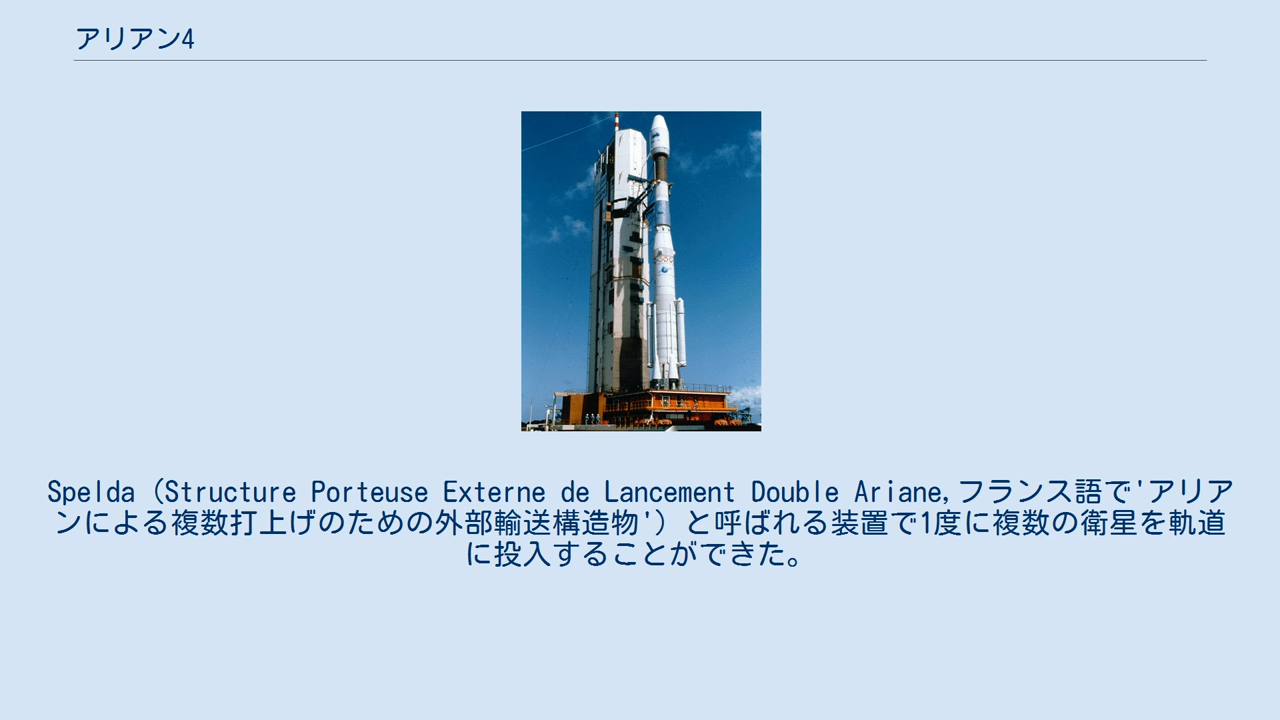 アリアン4
Spelda（Structure Porteuse Externe de Lancement Double Ariane,フランス語で'アリア
ンによる複数打上げのための外部輸送構造物'）と呼ばれる装置で1度に複数の衛星を軌道
に投入することができた。